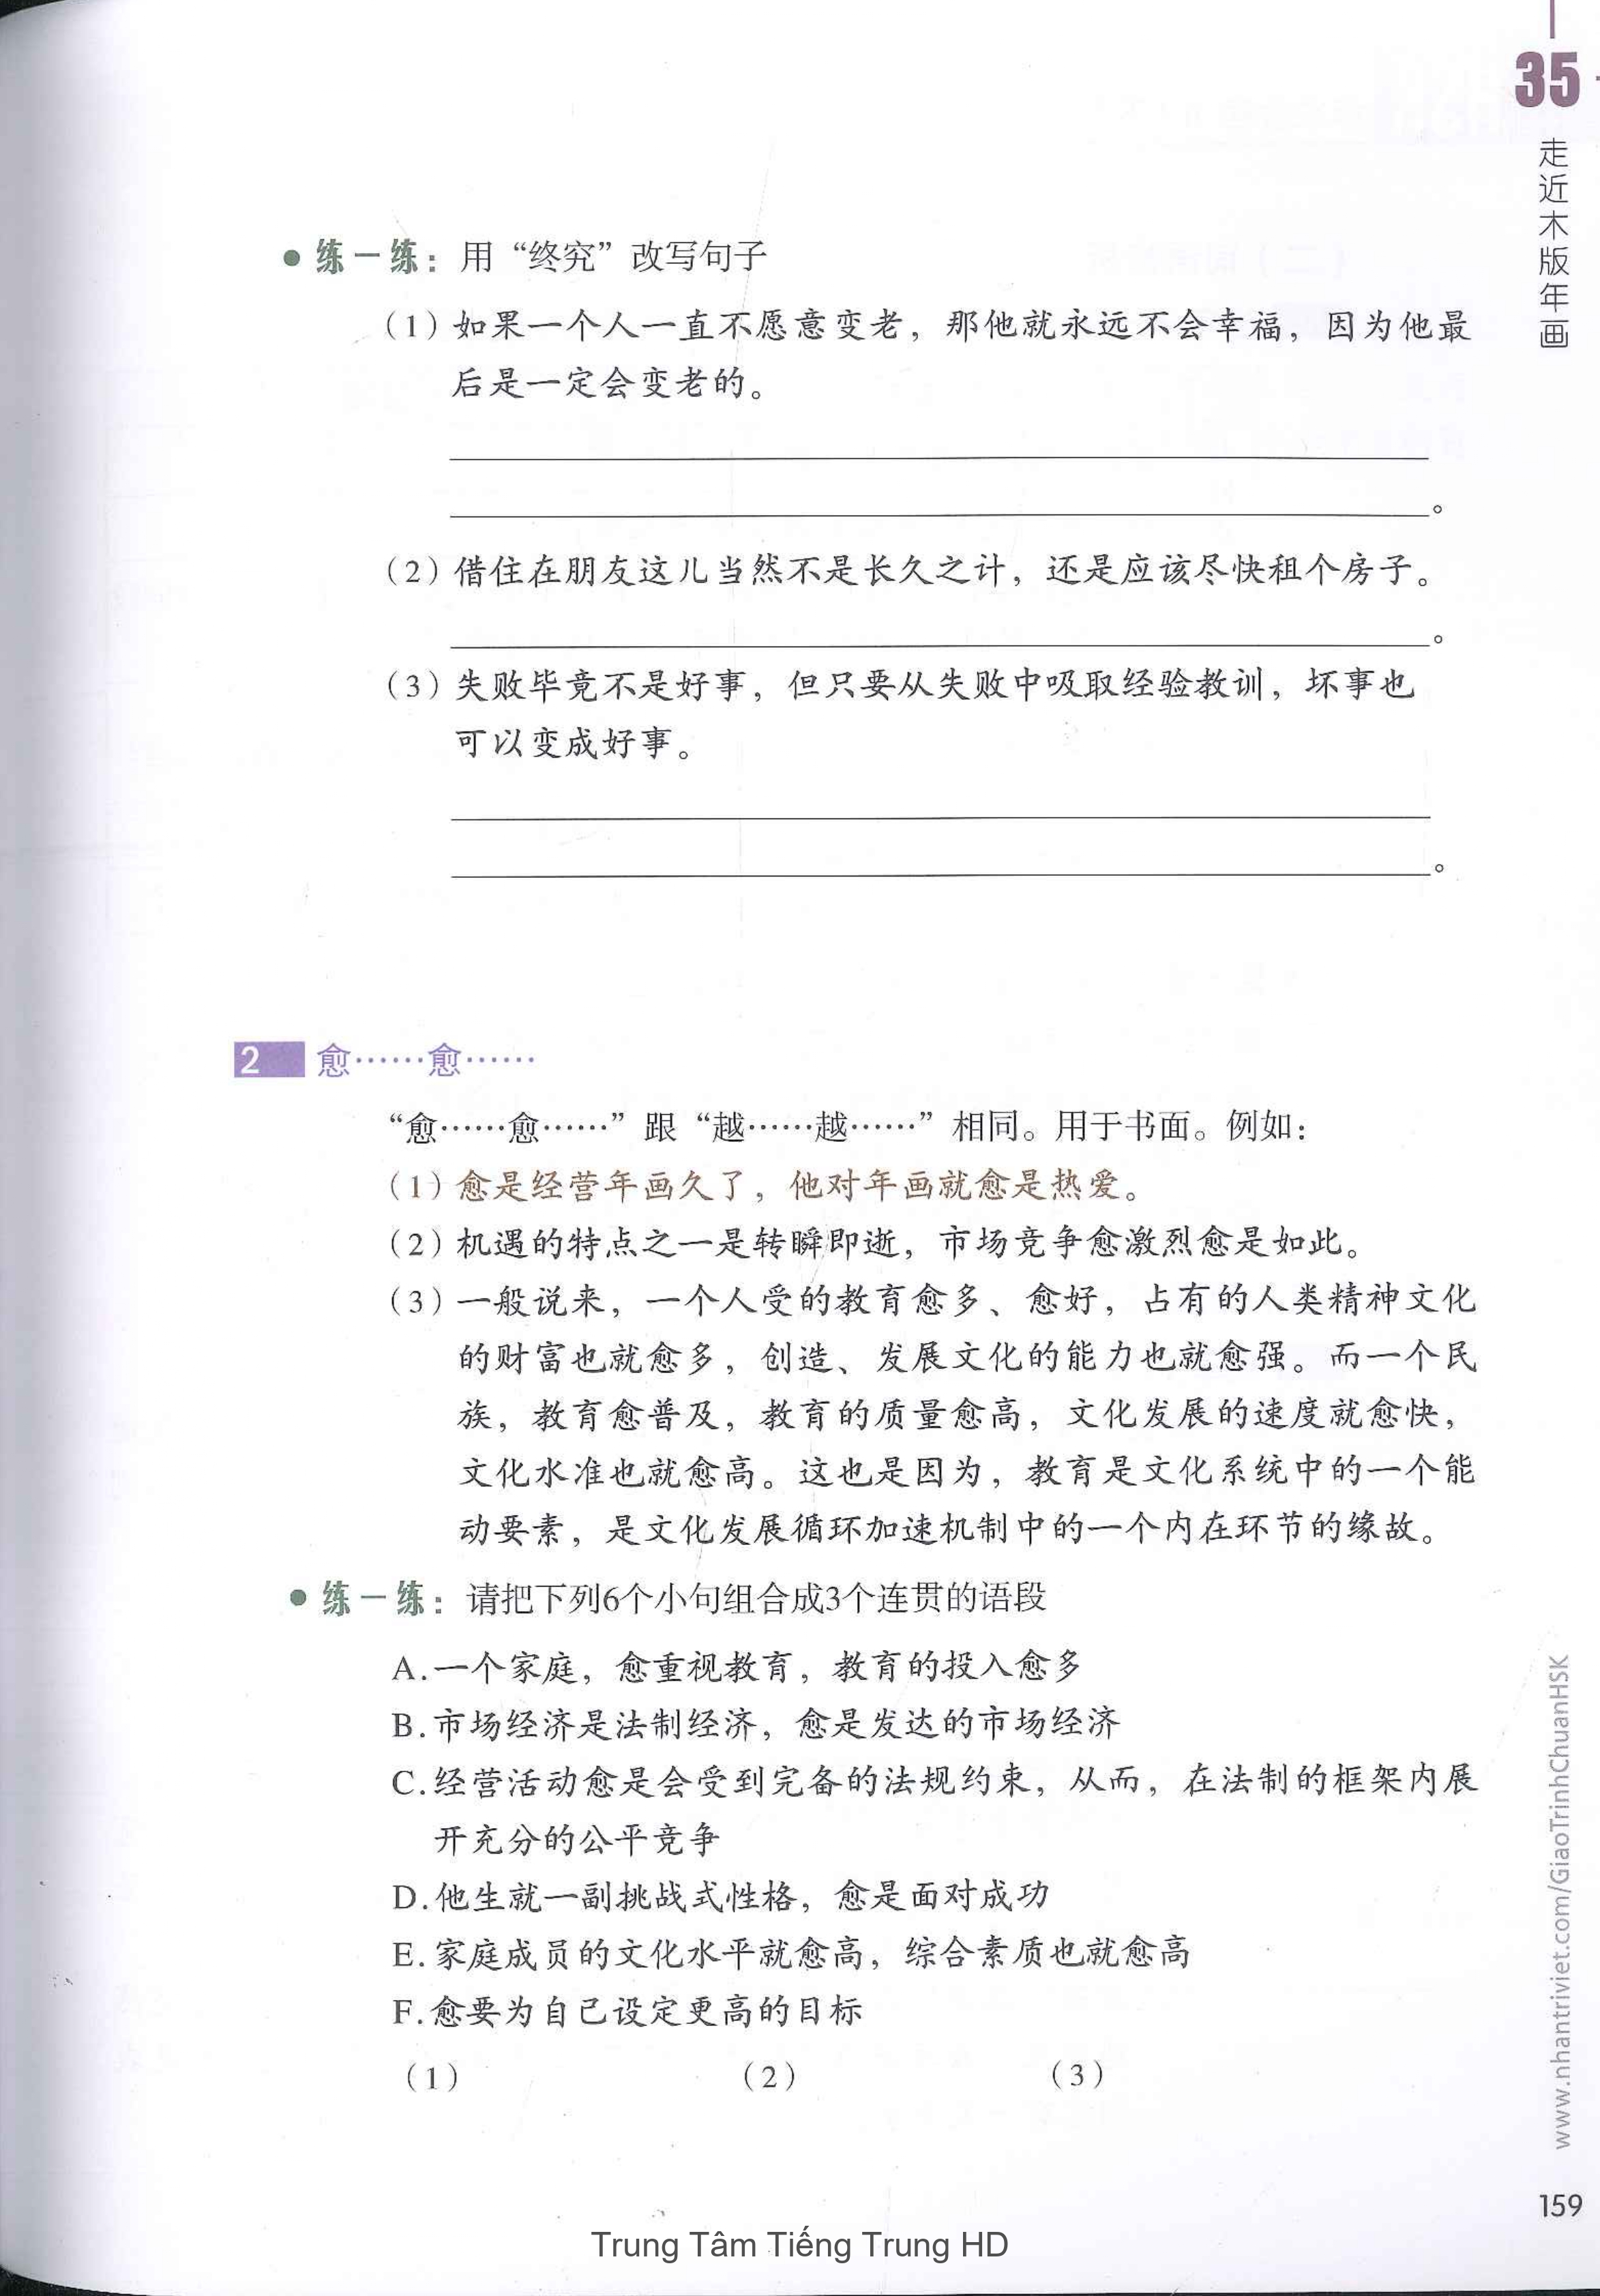 35
走近木版年画
● 练一练：用“终究”改写句子
（1）如果一个人一直不愿意变老，那他就永远不会幸福，因为他最
后是一定会变老的。
。
（2）借住在朋友这儿当然不是长久之计，还是应该尽快租个房子。
。
（3）失败毕竟不是好事，但只要从失败中吸取经验教训，坏事也
可以变成好事。
。
2 愈……愈……
“愈……愈……”跟“越……越……”相同。用于书面。例如：
（1）愈是经营年画久了，他对年画就愈是热爱。
（2）机遇的特点之一是转瞬即逝，市场竞争愈激烈愈是如此。
（3）一般说来，一个人受的教育愈多、愈好，占有的人类精神文化
的财富也就愈多，创造、发展文化的能力也就愈强。而一个民
族，教育愈普及，教育的质量愈高，文化发展的速度就愈快，
文化水准也就愈高。这也是因为，教育是文化系统中的一个能
动要素，是文化发展循环加速机制中的一个内在环节的缘故。
● 练一练：请把下列6个小句组合成3个连贯的语段
A.一个家庭，愈重视教育，教育的投入愈多
B.市场经济是法制经济，愈是发达的市场经济
C.经营活动愈是会受到完备的法规约束，从而，在法制的框架内展
开充分的公平竞争
D.他生就一副挑战式性格，愈是面对成功
E.家庭成员的文化水平就愈高，综合素质也就愈高
F.愈要为自己设定更高的目标
（1） （2） （3）
www.nhantriviet.com/GiaoTrinhChuanHSK
159
Trung Tâm Tiếng Trung HD